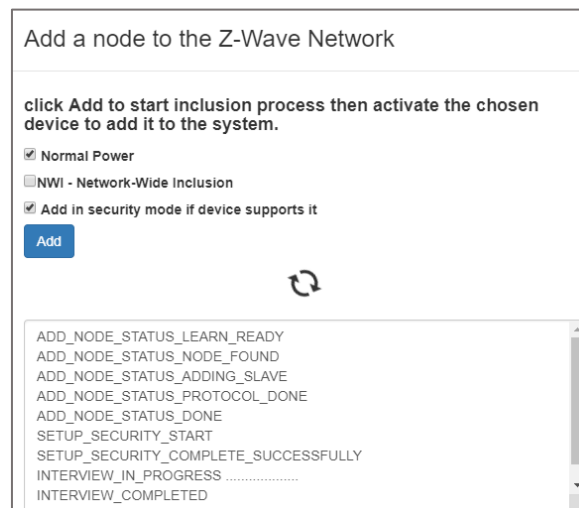 Add a node to the Z-Wave Network
click Add to start inclusion process then activate the chosen
device to add it to the system.
Normal Power
NWI - Network-Wide Inclusion
Add in security mode if device supports it
Add
ADD_NODE_STATUS_LEARN_READY
ADD_NODE_STATUS_NODE_FOUND
ADD_NODE_STATUS_ADDING_SLAVE
ADD_NODE_STATUS_PROTOCOL_DONE
ADD_NODE_STATUS_DONE
SETUP_SECURITY_START
SETUP_SECURITY_COMPLETE_SUCCESSFULLY
INTERVIEW_IN_PROGRESS ...................
INTERVIEW_COMPLETED